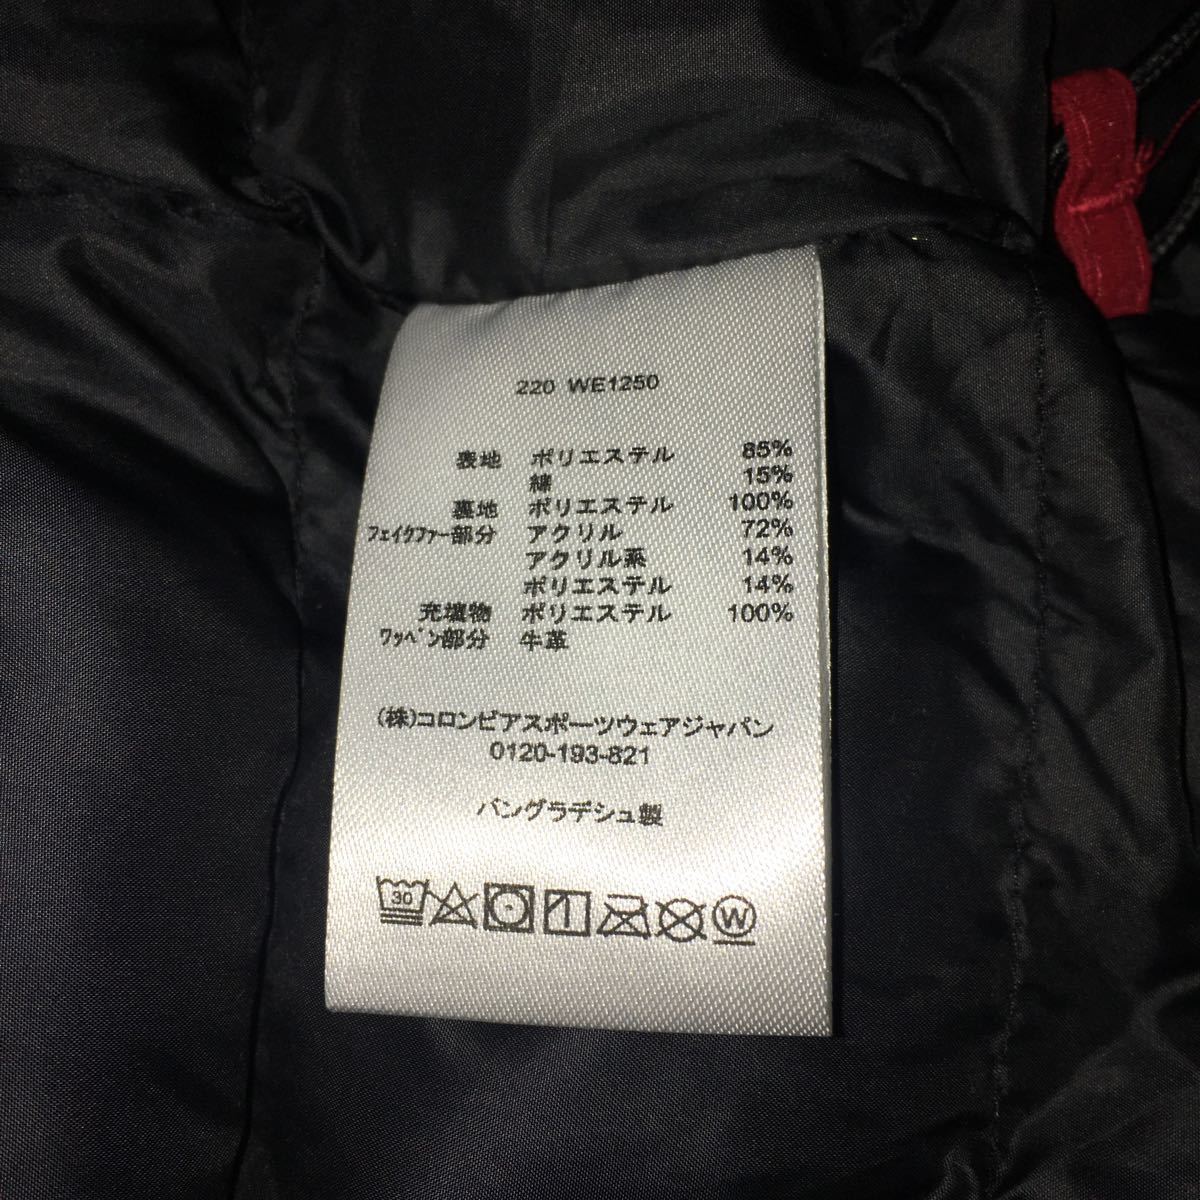 220 WE1250
表地 ポリエステル 85%
綿 15%
裏地 ポリエステル 100%
フェイクファー部分 アクリル 72%
アクリル系 14%
ポリエステル 14%
充填物 ポリエステル 100%
ワッペン部分 牛革
(株)コロンビアスポーツウェアジャパン
0120-193-821
バングラデシュ製
30 W